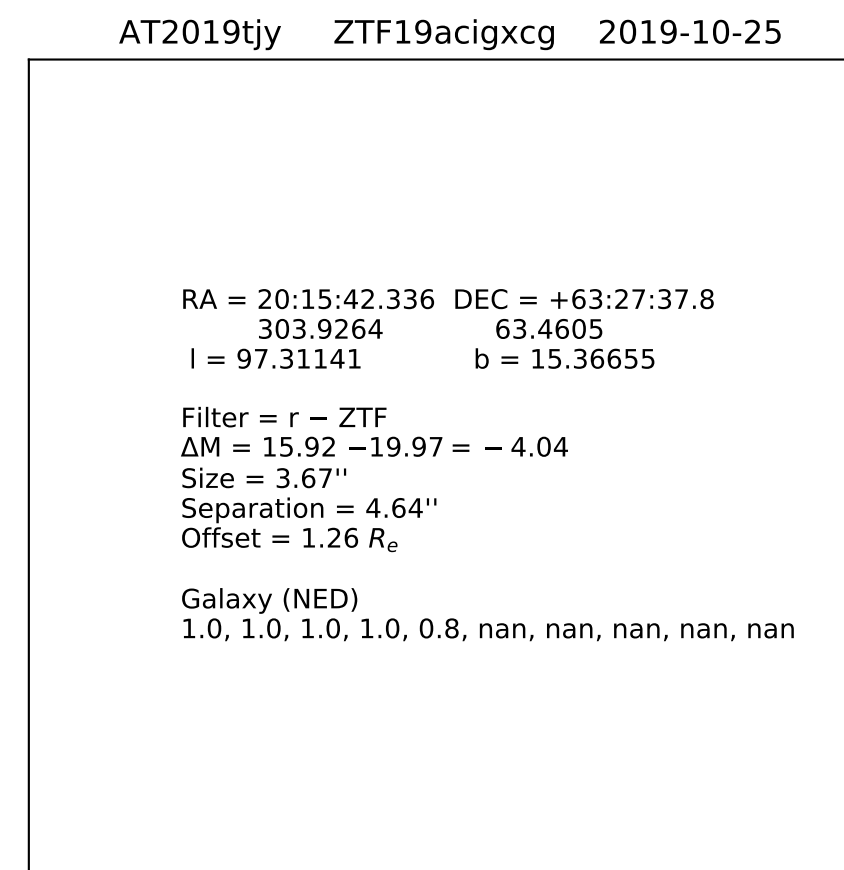 AT2019tjy ZTF19acigxcg 2019-10-25
RA = 20:15:42.336 DEC = +63:27:37.8
303.9264 63.4605
l = 97.31141 b = 15.36655
Filter = r − ZTF
ΔM = 15.92 −19.97 = − 4.04
Size = 3.67''
Separation = 4.64''
Offset = 1.26 Rₑ
Galaxy (NED)
1.0, 1.0, 1.0, 1.0, 0.8, nan, nan, nan, nan, nan